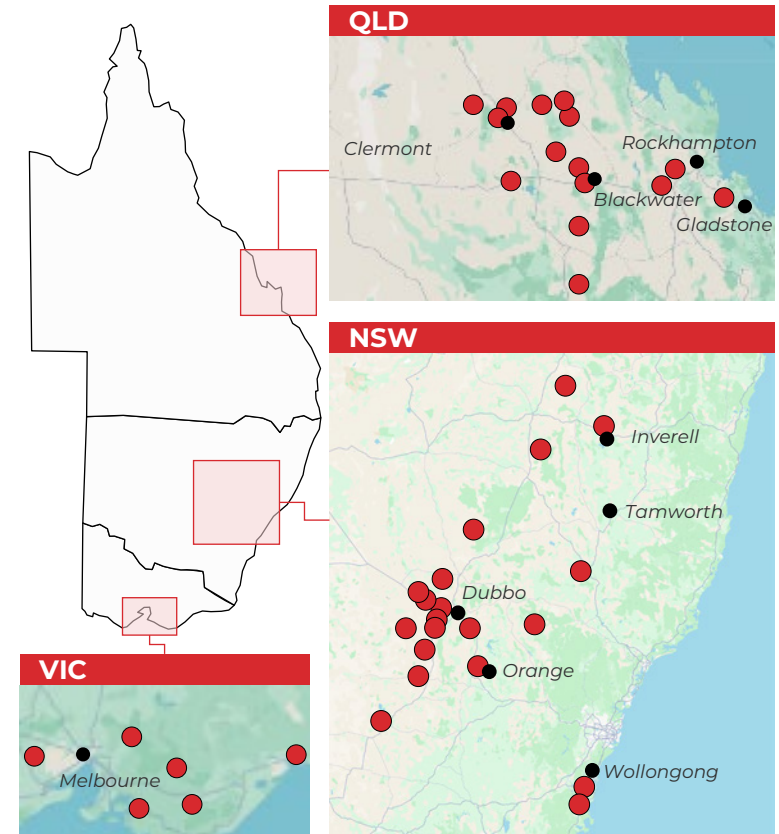 QLD
Clermont
Rockhampton
Blackwater
Gladstone
NSW
Inverell
Tamworth
Dubbo
Orange
Wollongong
VIC
Melbourne